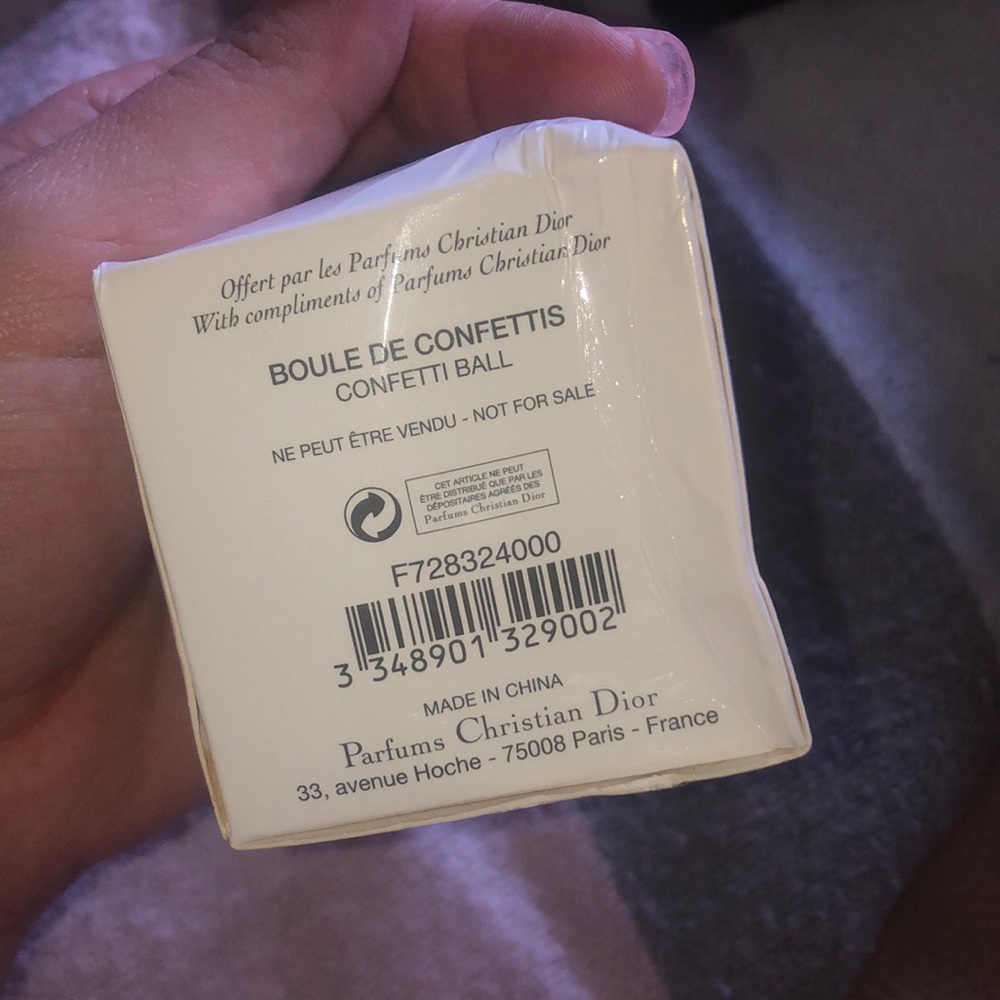 Offert par les Parfums Christian Dior
With compliments of Parfums Christian Dior
BOULE DE CONFETTIS
CONFETTI BALL
NE PEUT ÊTRE VENDU - NOT FOR SALE
CET ARTICLE NE PEUT
ÊTRE DISTRIBUÉ QUE PAR LES
DÉPOSITAIRES AGRÉÉS DES
Parfums Christian Dior
F728324000
3 348901 329002
MADE IN CHINA
Parfums Christian Dior
33, avenue Hoche - 75008 Paris - France